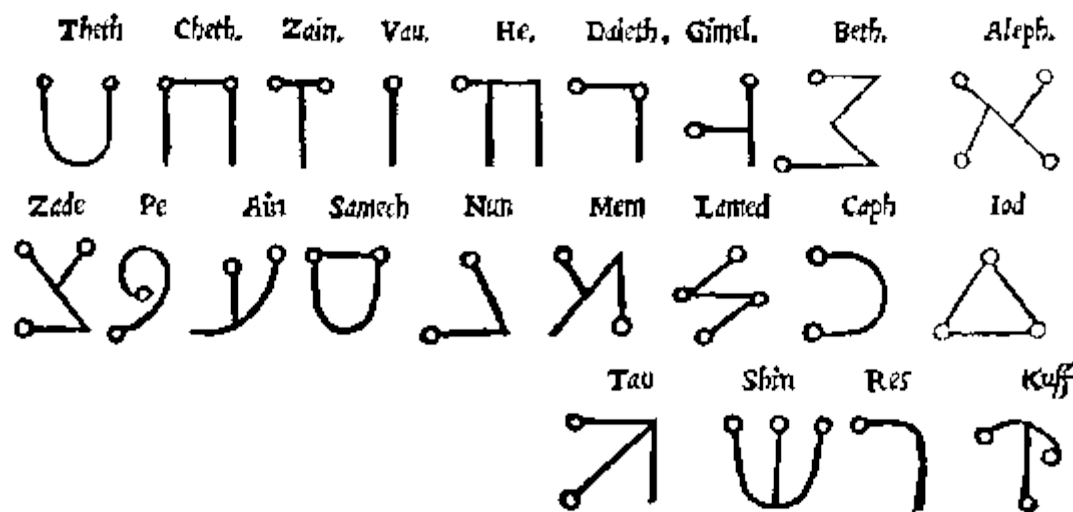 Theth Cheth. Zain. Vau. He. Daleth. Gimel. Beth. Aleph.
Zade Pe Ain Samech Nun Mem Lamed Caph Iod
Tau Shin Res Kuff